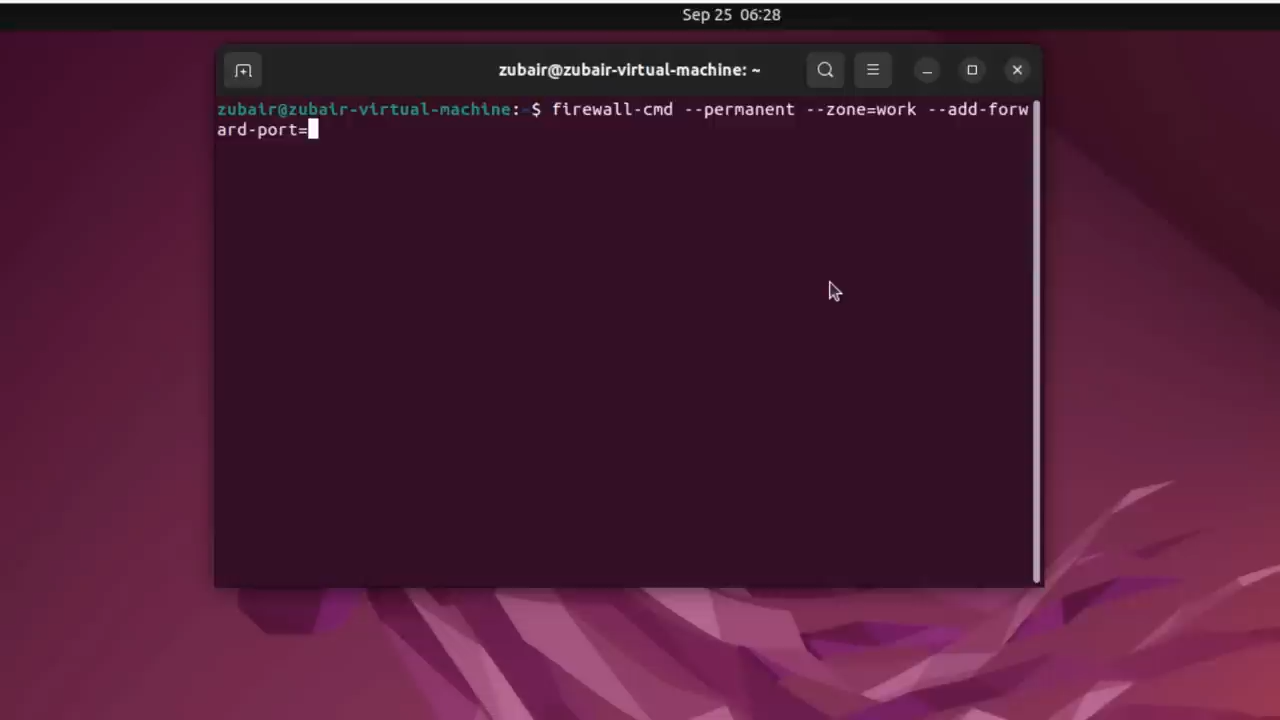 Sep 25 06:28
zubair@zubair-virtual-machine: ~
zubair@zubair-virtual-machine:~$ firewall-cmd --permanent --zone=work --add-forw
ard-port=